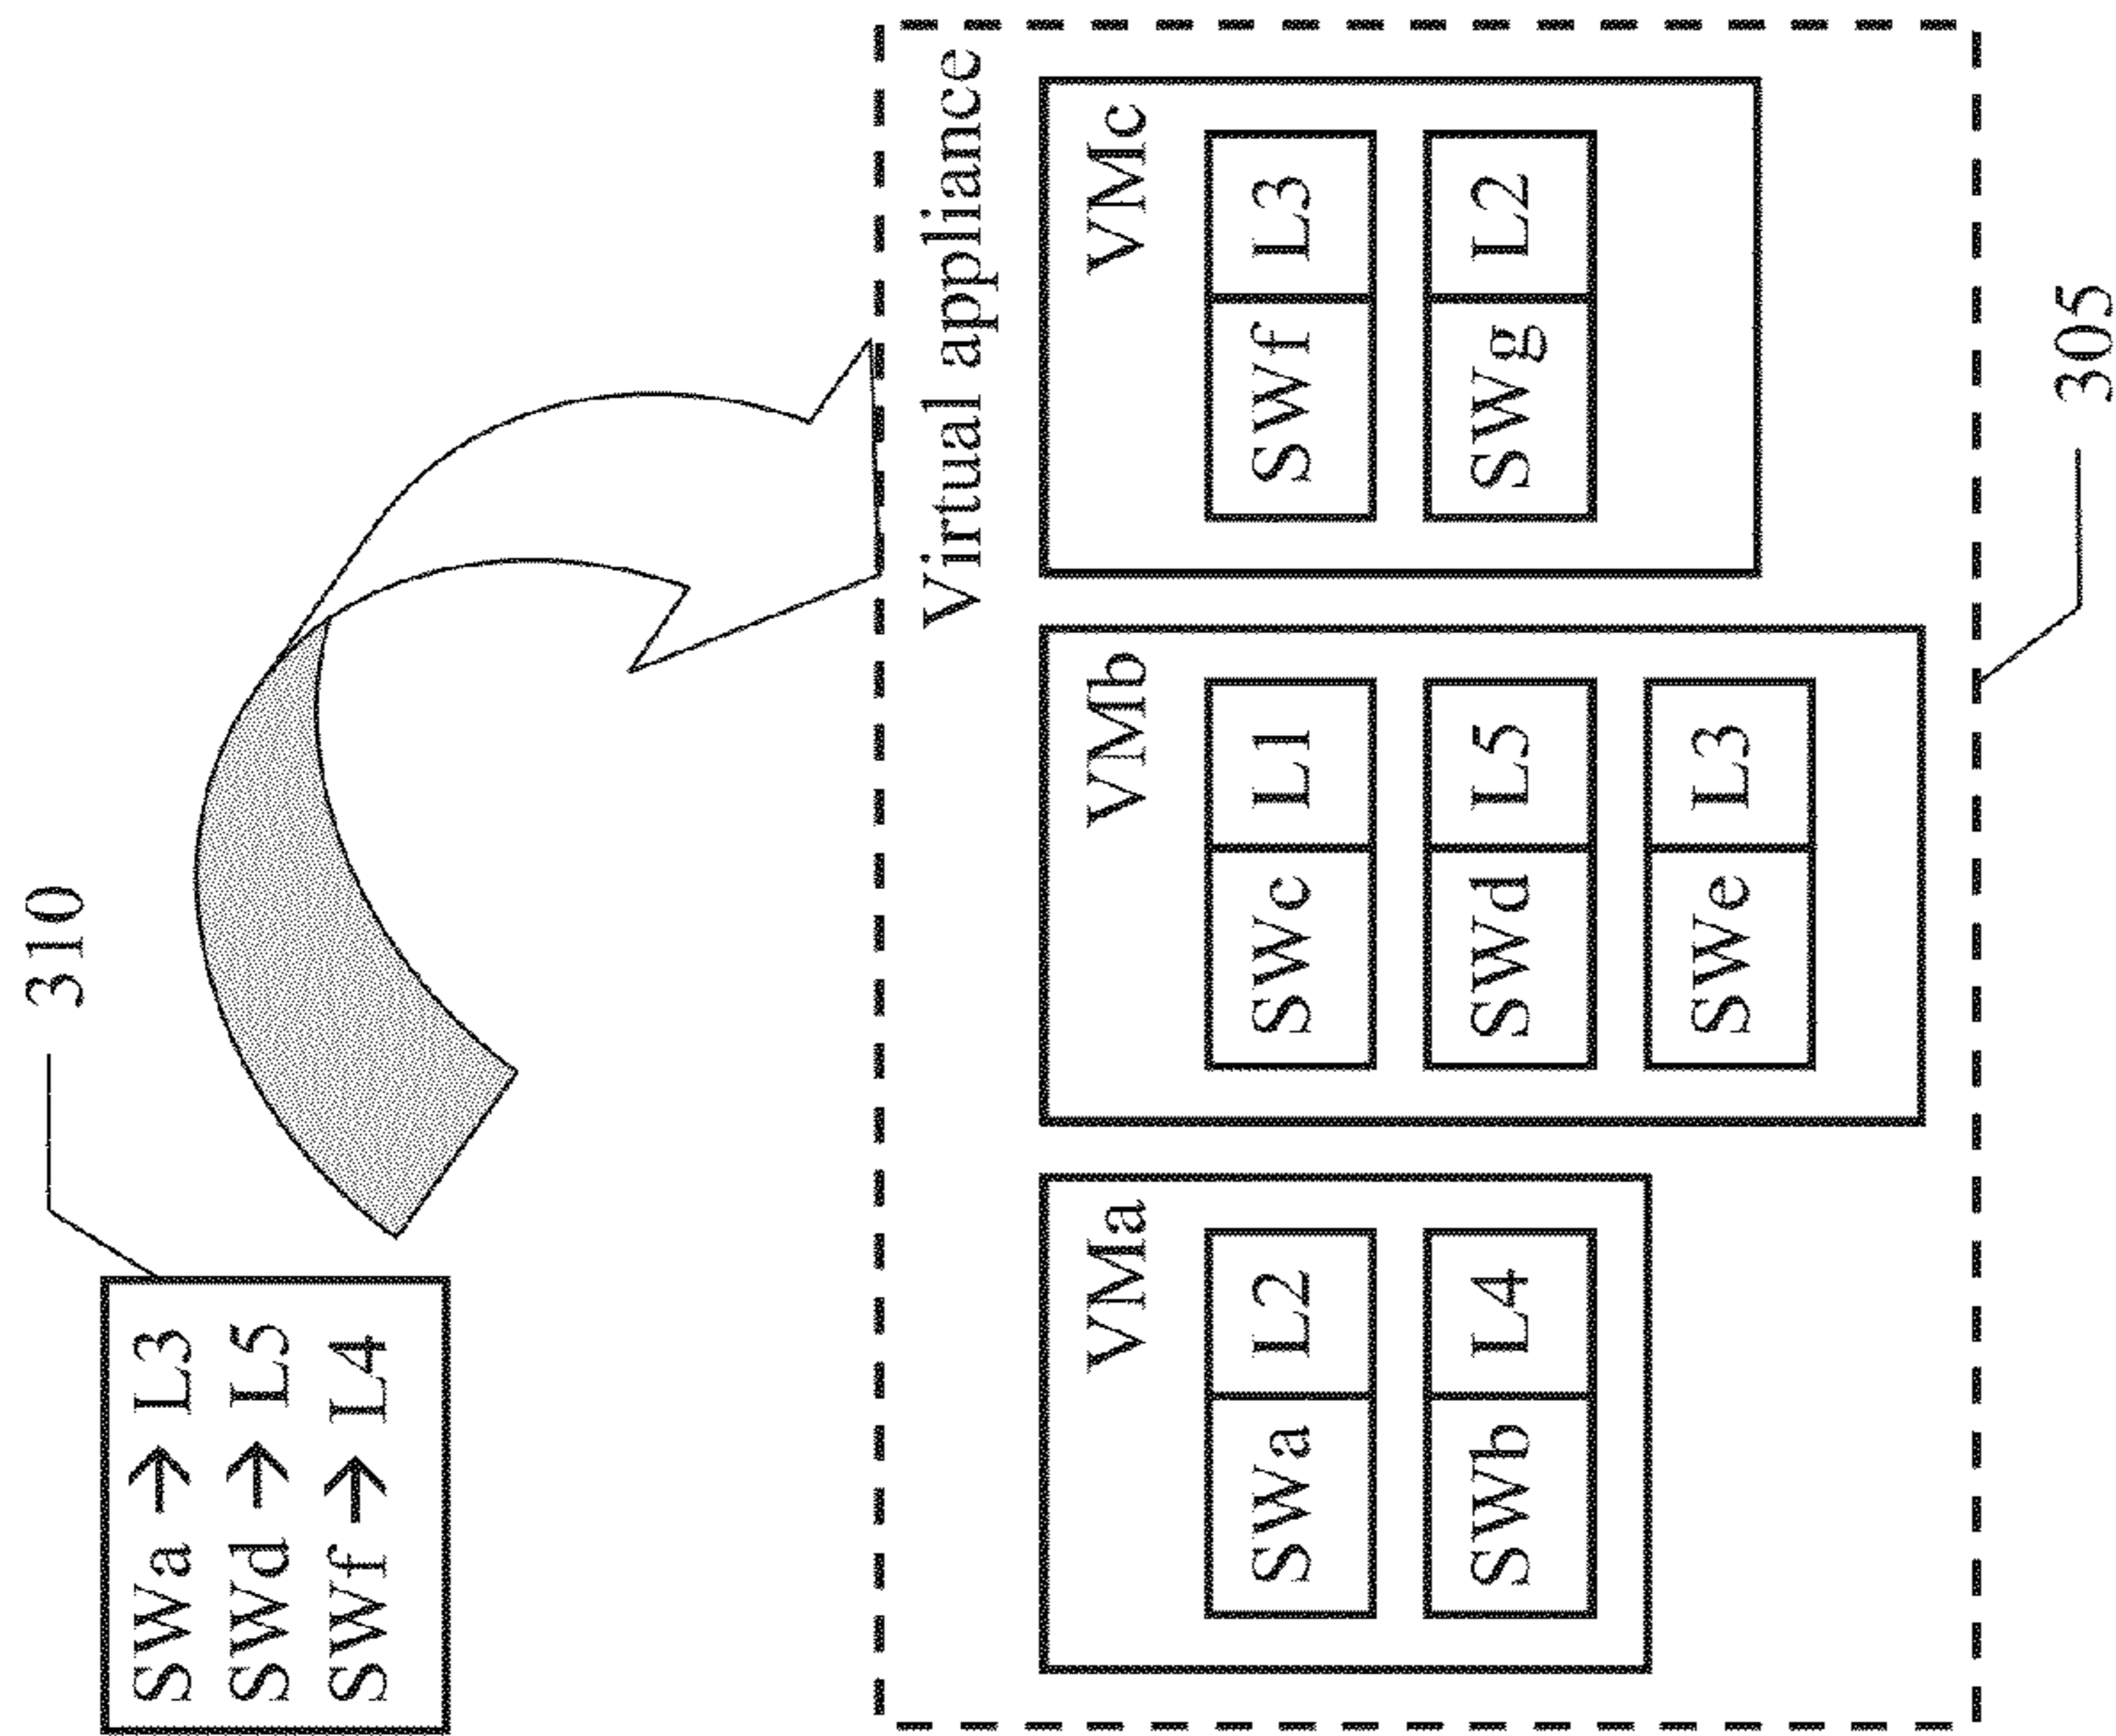 310
SWa → L3
SWd → L5
SWf → L4
Virtual appliance
VMa
SWa L2
SWb L4
VMb
SWc L1
SWd L5
SWe L3
VMc
SWf L3
SWg L2
305